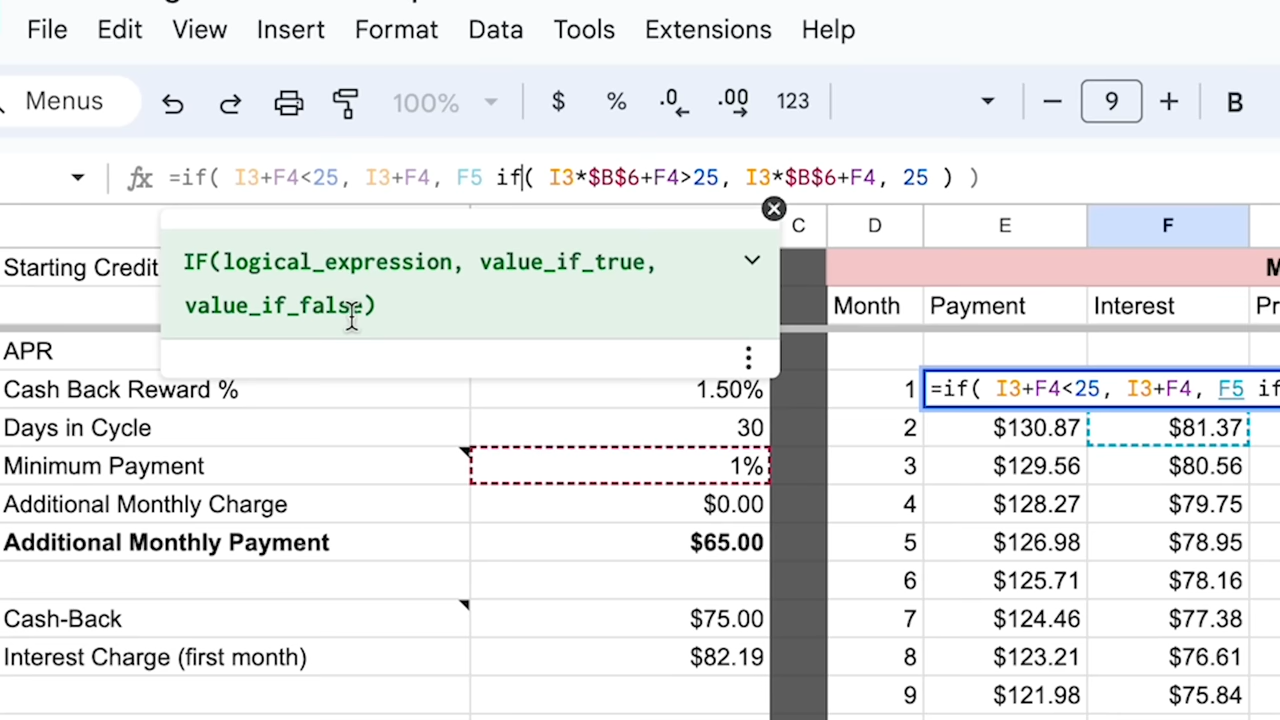 File Edit View Insert Format Data Tools Extensions Help
Menus 100% $ % .0 .00 123 9 B
fx =if( I3+F4<25, I3+F4, F5 if( I3*$B$6+F4>25, I3*$B$6+F4, 25 ) )
C D E F
IF(logical_expression, value_if_true,
value_if_false)
Starting Credit M
Month Payment Interest
APR
Cash Back Reward % 1.50% 1 =if( I3+F4<25, I3+F4, F5 if
Days in Cycle 30 2 $130.87 $81.37
Minimum Payment 1% 3 $129.56 $80.56
Additional Monthly Charge $0.00 4 $128.27 $79.75
Additional Monthly Payment $65.00 5 $126.98 $78.95
6 $125.71 $78.16
Cash-Back $75.00 7 $124.46 $77.38
Interest Charge (first month) $82.19 8 $123.21 $76.61
9 $121.98 $75.84